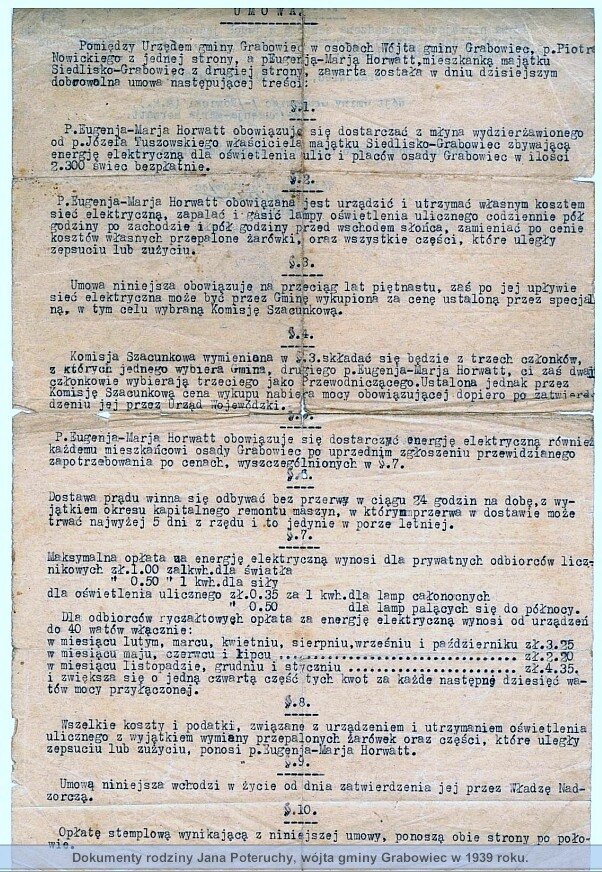 UMOWA.
Pomiędzy Urzędem gminy Grabowiec w osobach Wójta gminy Grabowiec, p.Piotra
Nowickiego z jednej strony, a pEugenją-Marją Horwatt,mieszkanką majątku
Siedlisko-Grabowiec z drugiej strony, zawarta została w dniu dzisiejszym
dobrowolna umowa następującej treści:
§.1.
P.Eugenja-Marja Horwatt obowiązuje się dostarczać z młyna wydzierżawionego
od p.Józefa Tuszowskiego właściciela majątku Siedlisko-Grabowiec zbywającą
energię elektryczną dla oświetlenia ulic i placów osady Grabowiec w ilości
2.300 świec bezpłatnie.
§.2.
P.Eugenja-Marja Horwatt obowiązana jest urządzić i utrzymać własnym kosztem
sieć elektryczną, zapalać i gasić lampy oświetlenia ulicznego codziennie pół
godziny po zachodzie i pół godziny przed wschodem słońca, zamieniać po cenie
kosztów własnych przepalone żarówki, oraz wszystkie części, które uległy
zepsuciu lub zużyciu.
§.3.
Umowa niniejsza obowiązuje na przeciąg lat piętnastu, zaś po jej upływie
sieć elektryczna może być przez Gminę wykupiona za cenę ustaloną przez specjal
ną, w tym celu wybraną Komisję Szacunkową.
§.4.
Komisja Szacunkowa wymieniona w §.3.składać się będzie z trzech członków,
z których jednego wybiera Gmina, drugiego p.Eugenja-Marja Horwatt, ci zaś dwaj
członkowie wybierają trzeciego jako Przewodniczącego.Ustalona jednak przez
Komisję Szacunkową cena wykupu nabiera mocy obowiązującej dopiero po zatwier
dzeniu jej przez Urząd Wojewódzki.
§.5.
P.Eugenja-Marja Horwatt obowiązuje się dostarczyć energję elektryczną również
każdemu mieszkańcowi osady Grabowiec po uprzednim zgłoszeniu przewidzianego
zapotrzebowania po cenach, wyszczególnionych w §.7.
§.6.
Dostawa prądu winna się odbywać bez przerwy w ciągu 24 godzin na dobę,z wy-
jątkiem okresu kapitalnego remontu maszyn, w którym przerwa w dostawie może
trwać najwyżej 5 dni z rzędu i to jedynie w porze letniej.
§.7.
Maksymalna opłata za energję elektryczną wynosi dla prywatnych odbiorców licz-
nikowych zł.1.00 za1kwh.dla światła
" 0.50 " 1 kwh.dla siły
dla oświetlenia ulicznego zł.0.35 za 1 kwh.dla lamp całonocnych
" 0.50 dla lamp palących się do północy.
Dla odbiorców ryczałtowych opłata za energję elektryczną wynosi od urządzeń
do 40 watów włącznie:
w miesiącu lutym, marcu, kwietniu, sierpniu,wrześniu i październiku zł.3.25
w miesiącu maju, czerwcu i lipcu ........................... zł.2.20
w miesiącu listopadzie, grudniu i styczniu .................... zł.4.35
i zwiększa się o jedną czwartą część tych kwot za każde następne dziesięć wa-
tów mocy przyłączonej.
§.8.
Wszelkie koszty i podatki, związane z urządzeniem i utrzymaniem oświetlenia
ulicznego z wyjątkiem wymiany przepalonych żarówek oraz części, które uległy
zepsuciu lub zużyciu, ponosi p.Eugenja-Marja Horwatt.
§.9.
Umową niniejsza wchodzi w życie od dnia zatwierdzenia jej przez Władzę Nad-
zorczą.
§.10.
Opłatę stemplową wynikającą z niniejszej umowy, ponoszą obie strony po poło-
wie.
Dokumenty rodziny Jana Poteruchy, wójta gminy Grabowiec w 1939 roku.